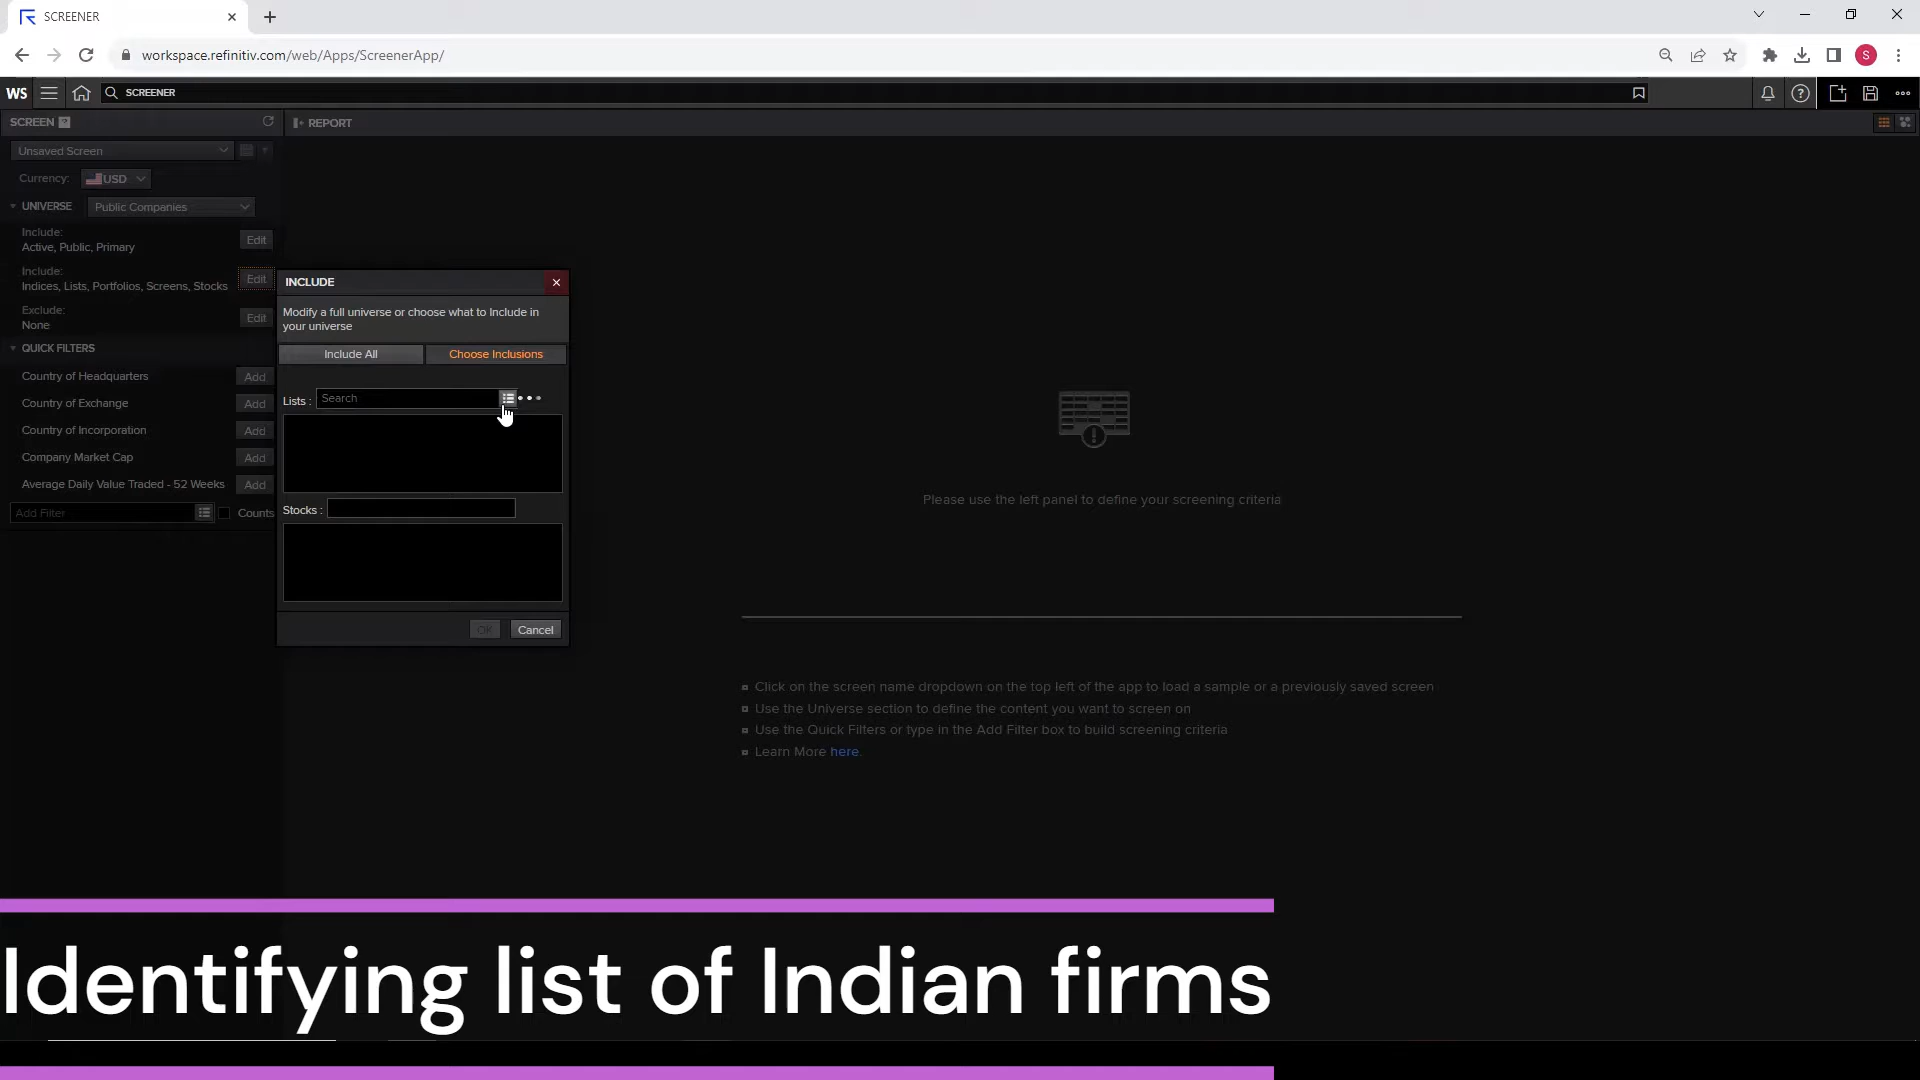 SCREENER
workspace.refinitiv.com/web/Apps/ScreenerApp/
S
WS
SCREENER
SCREEN
REPORT
Unsaved Screen
Currency:
USD
UNIVERSE
Public Companies
Include:
Active, Public, Primary
Edit
Include:
Indices, Lists, Portfolios, Screens, Stocks
Edit
Exclude:
None
Edit
QUICK FILTERS
Country of Headquarters
Add
Country of Exchange
Add
Country of Incorporation
Add
Company Market Cap
Add
Average Daily Value Traded - 52 Weeks
Add
Add Filter
Counts
INCLUDE
Modify a full universe or choose what to Include in
your universe
Include All
Choose Inclusions
Lists :
Search
Stocks :
OK
Cancel
Please use the left panel to define your screening criteria
Click on the screen name dropdown on the top left of the app to load a sample or a previously saved screen
Use the Universe section to define the content you want to screen on
Use the Quick Filters or type in the Add Filter box to build screening criteria
Learn More here.
Identifying list of Indian firms